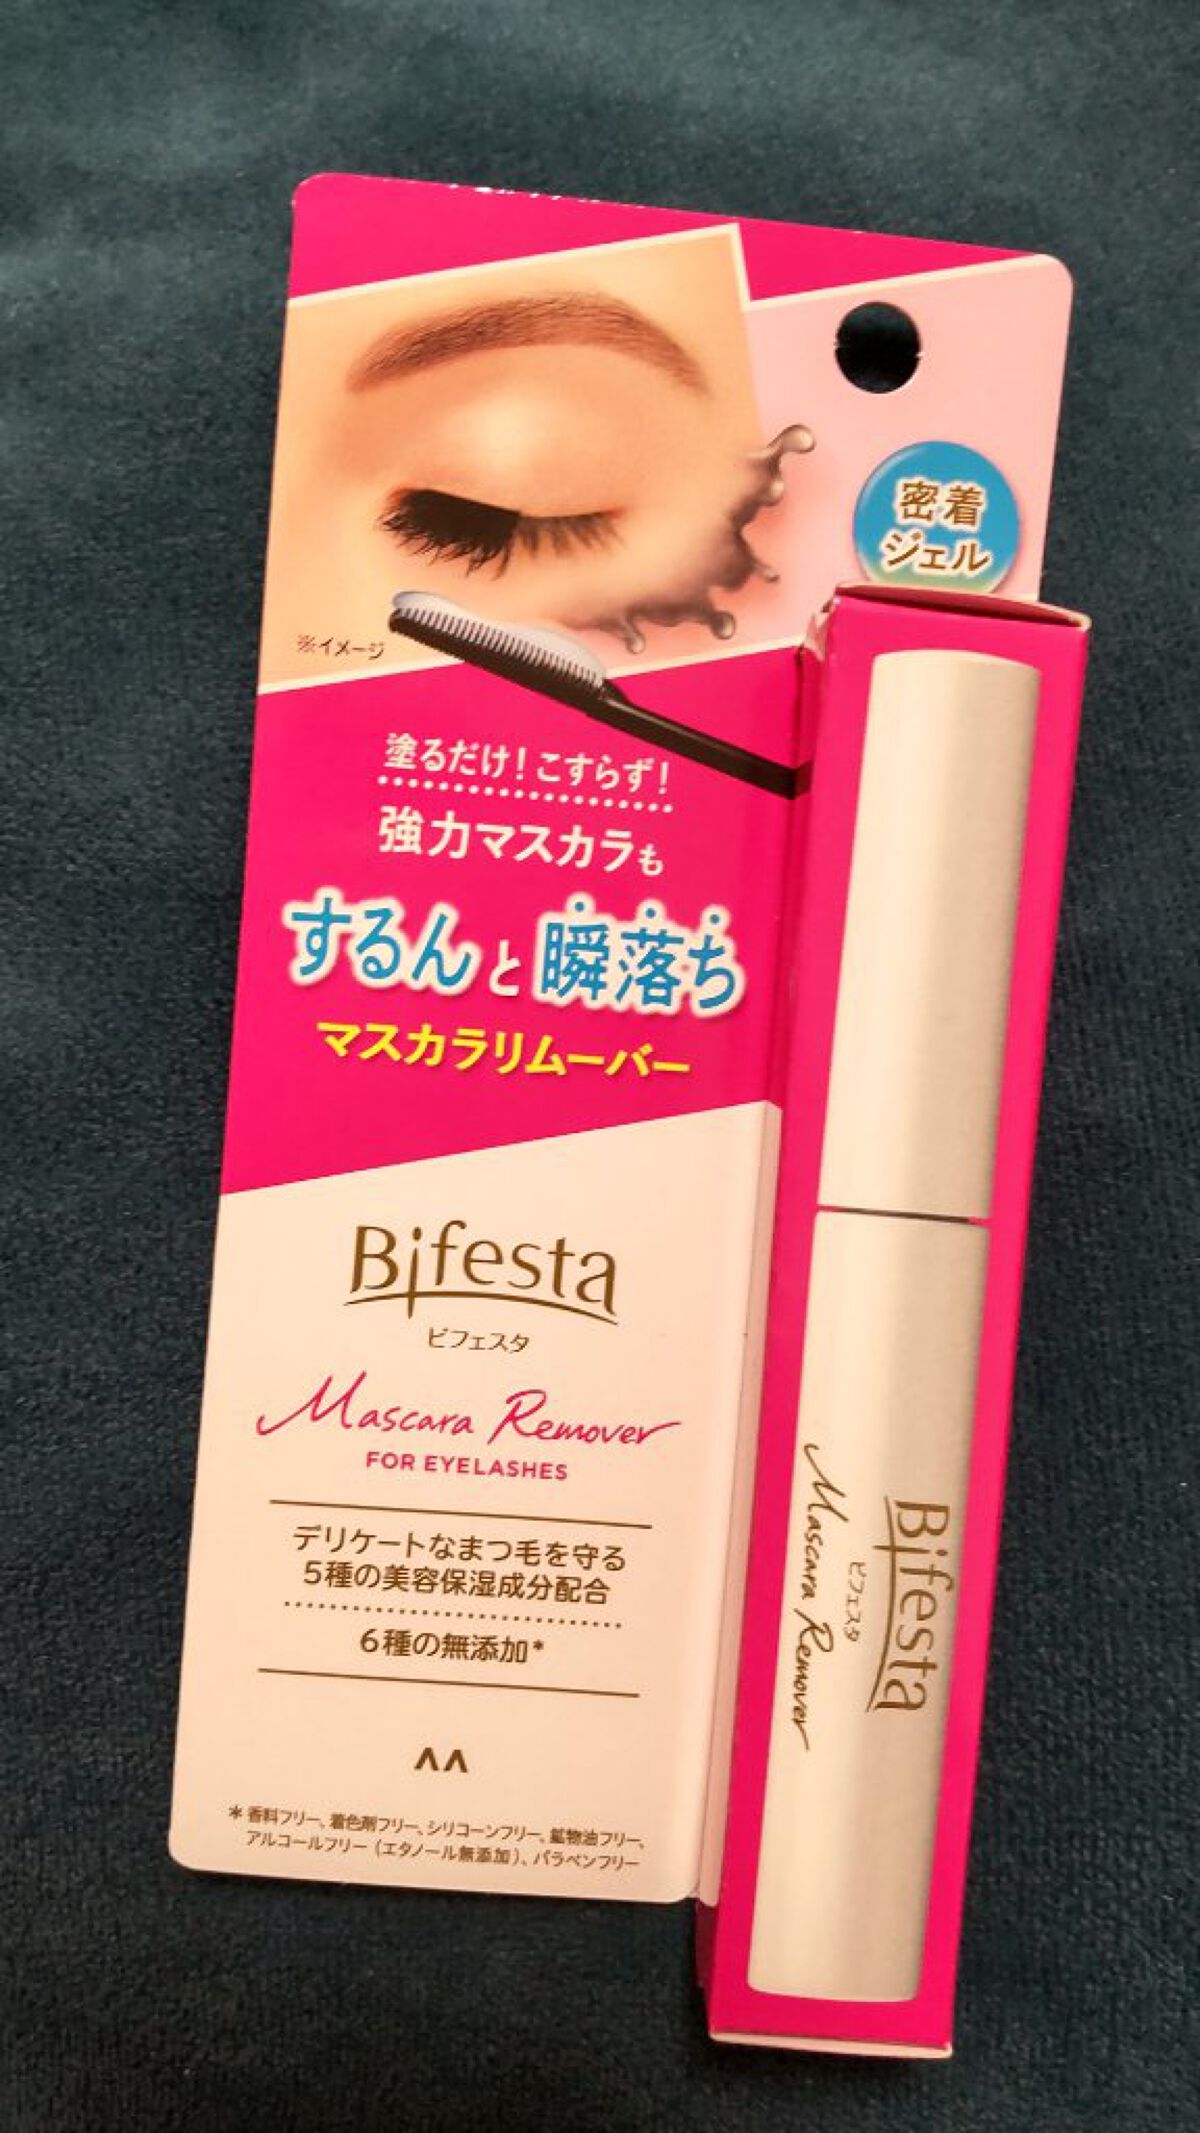 密着
ジェル
※イメージ
塗るだけ!こすらず!
強力マスカラも
するんと瞬落ち
マスカラリムーバー
Bifesta
ビフェスタ
Mascara Remover
FOR EYELASHES
デリケートなまつ毛を守る
5種の美容保湿成分配合
6種の無添加*
*香料フリー、着色剤フリー、シリコーンフリー、鉱物油フリー、
アルコールフリー(エタノール無添加)、パラベンフリー
Bifesta
ビフェスタ
Mascara Remover